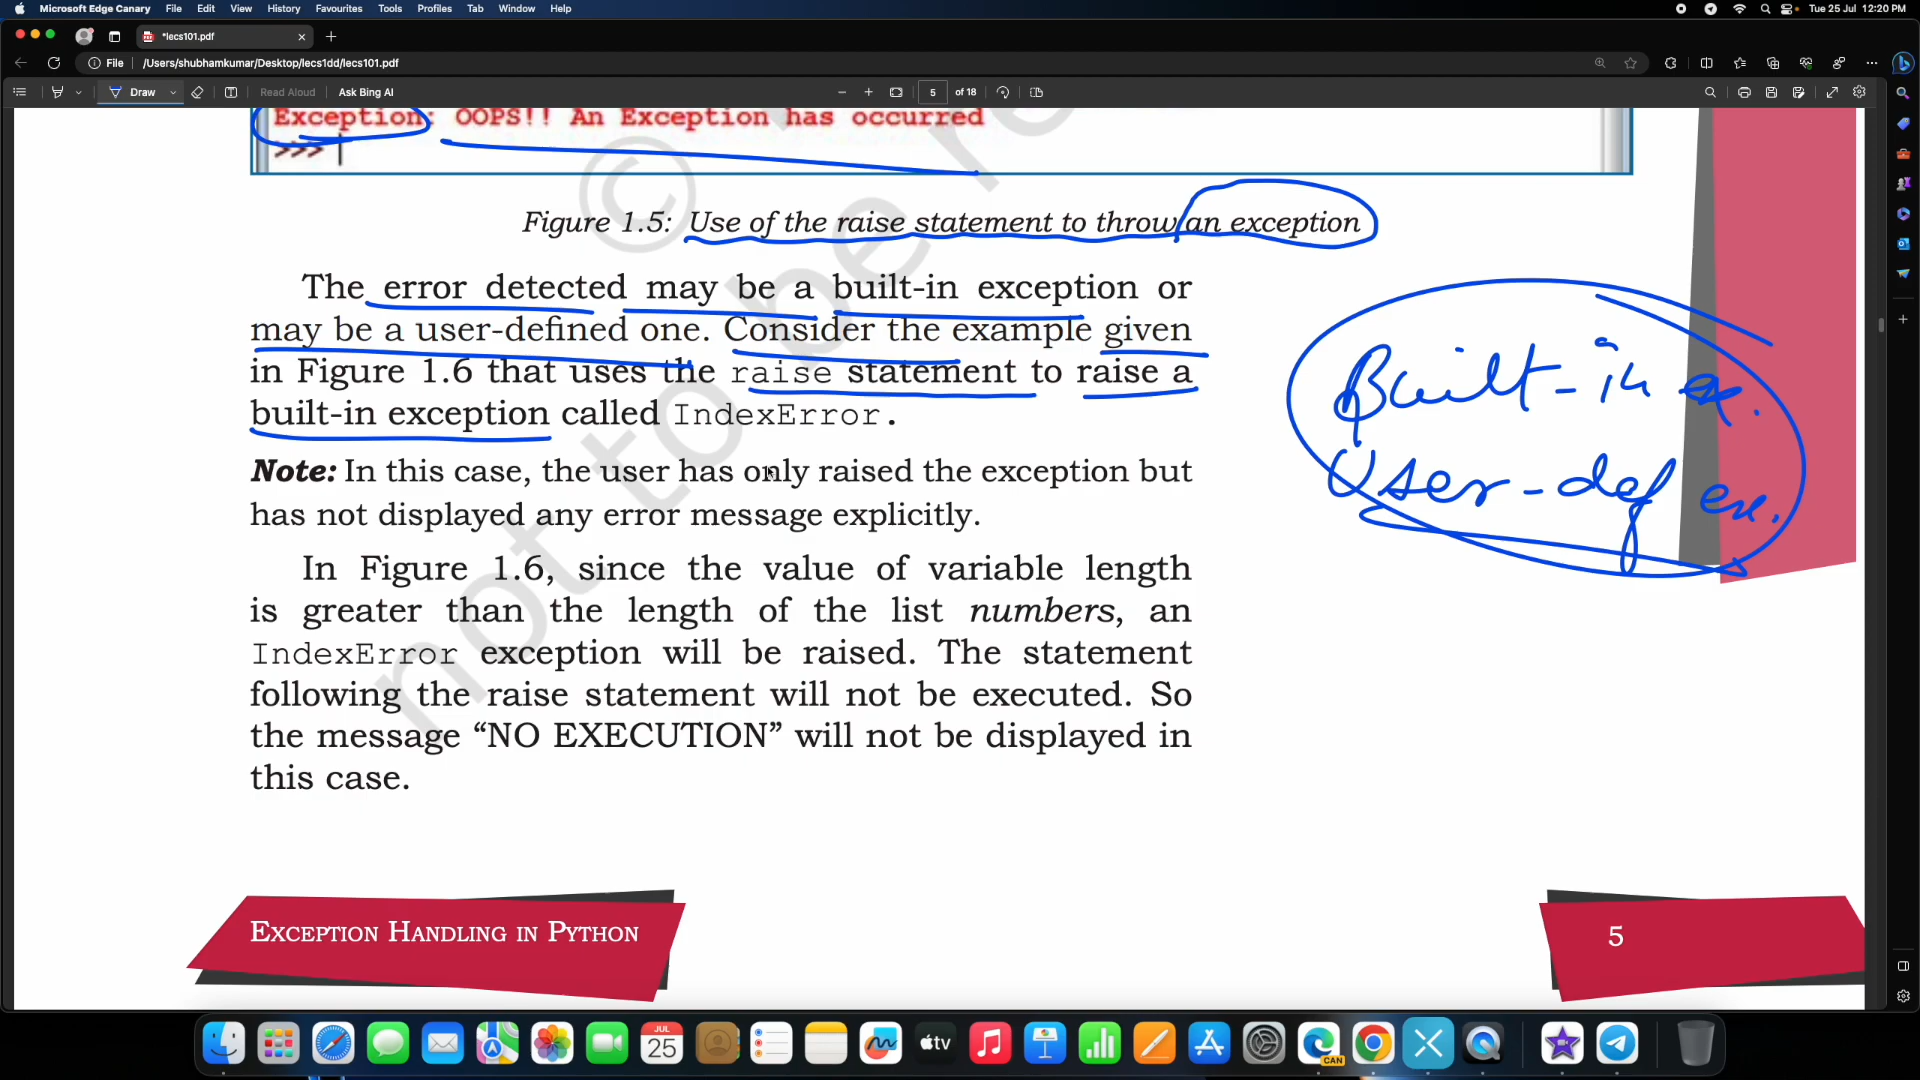 Microsoft Edge Canary File Edit View History Favourites Tools Profiles Tab Window Help Tue 25 Jul 12:20 PM
*lecs101.pdf
File /Users/shubhamkumar/Desktop/lecs1dd/lecs101.pdf
Draw Read Aloud Ask Bing AI 5 of 18
Exception: OOPS!! An Exception has occurred
>>>
Figure 1.5: Use of the raise statement to throw an exception
The error detected may be a built-in exception or
may be a user-defined one. Consider the example given
in Figure 1.6 that uses the raise statement to raise a
built-in exception called IndexError.
Built-in ex.
User-def ex.
Note: In this case, the user has only raised the exception but
has not displayed any error message explicitly.
In Figure 1.6, since the value of variable length
is greater than the length of the list numbers, an
IndexError exception will be raised. The statement
following the raise statement will not be executed. So
the message “NO EXECUTION” will not be displayed in
this case.
© not to be re
EXCEPTION HANDLING IN PYTHON
5
JUL
25
tv
CAN